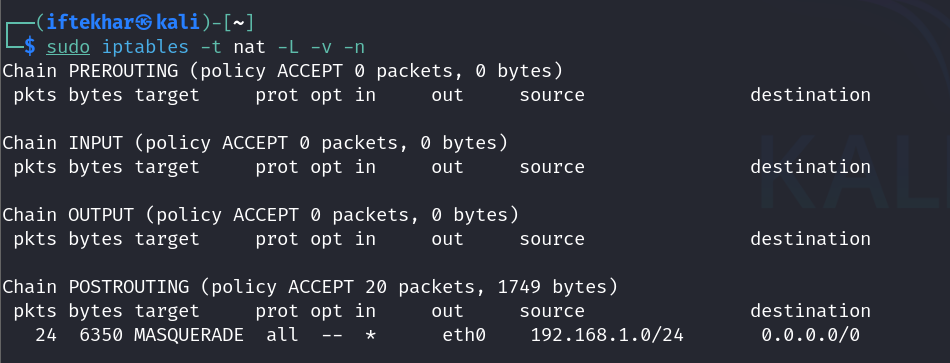 ┌──(iftekhar㉿kali)-[~]
└─$ sudo iptables -t nat -L -v -n
Chain PREROUTING (policy ACCEPT 0 packets, 0 bytes)
 pkts bytes target     prot opt in     out     source               destination

Chain INPUT (policy ACCEPT 0 packets, 0 bytes)
 pkts bytes target     prot opt in     out     source               destination

Chain OUTPUT (policy ACCEPT 0 packets, 0 bytes)
 pkts bytes target     prot opt in     out     source               destination

Chain POSTROUTING (policy ACCEPT 20 packets, 1749 bytes)
 pkts bytes target     prot opt in     out     source               destination
   24  6350 MASQUERADE  all  --  *      eth0    192.168.1.0/24       0.0.0.0/0
KAL